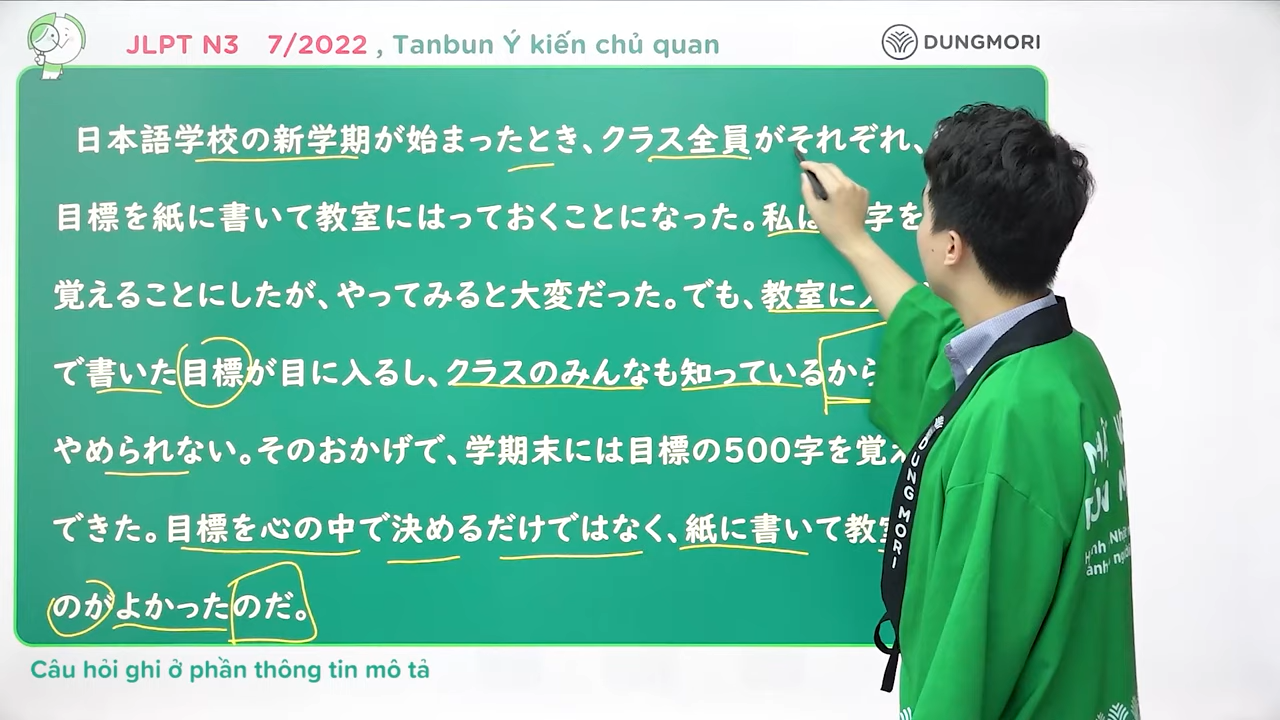 JLPT N3 7/2022 , Tanbun Ý kiến chủ quan
DUNGMORI
日本語学校の新学期が始まったとき、クラス全員がそれぞれ、
目標を紙に書いて教室にはっておくことになった。私は 字を
覚えることにしたが、やってみると大変だった。でも、教室に
で書いた目標が目に入るし、クラスのみんなも知っているから
やめられない。そのおかげで、学期末には目標の500字を覚え
できた。目標を心の中で決めるだけではなく、紙に書いて教
のがよかったのだ。
Câu hỏi ghi ở phần thông tin mô tả
DUNGMORI